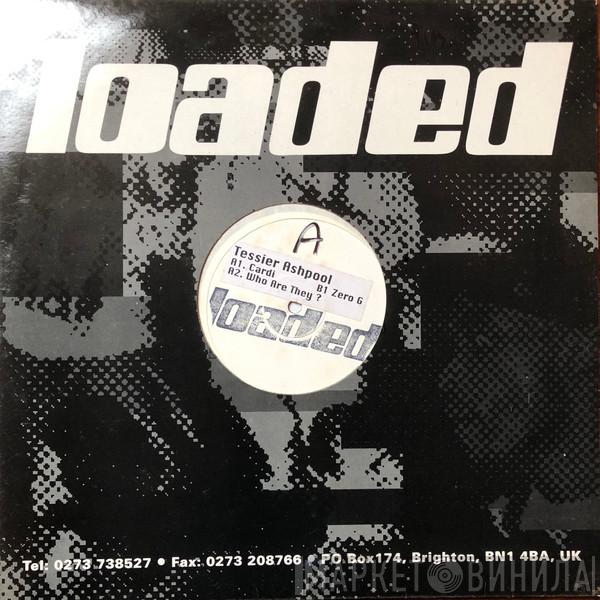 loaded
A
Tessier Ashpool
A1. Cardi B1 Zero G
A2. Who Are They ?
loaded
Tel: 0273 738527 • Fax: 0273 208766 • PO Box174, Brighton, BN1 4BA, UK
МАРКЕТ ВИНИЛА